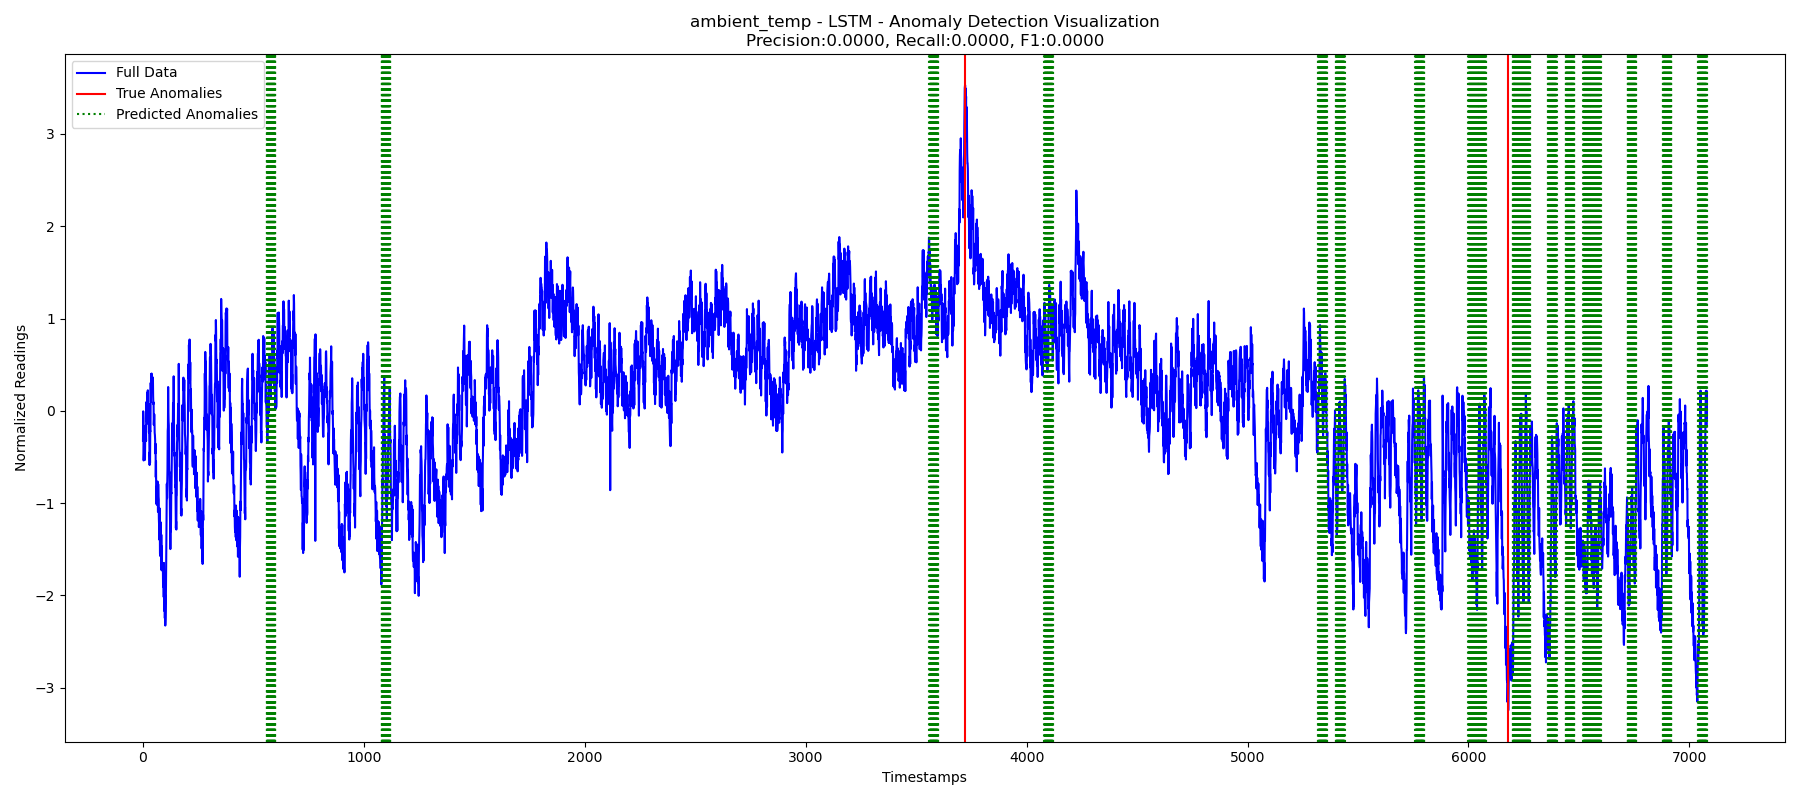 ambient_temp - LSTM - Anomaly Detection Visualization
Precision:0.0000, Recall:0.0000, F1:0.0000
Full Data
True Anomalies
Predicted Anomalies
Normalized Readings
3
2
1
0
−1
−2
−3
0
1000
2000
3000
4000
5000
6000
7000
Timestamps